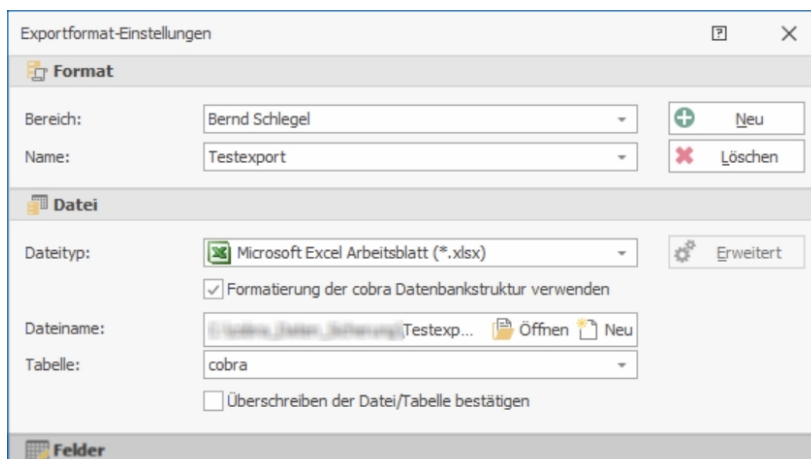 Exportformat-Einstellungen
Format
Bereich: Bernd Schlegel Neu
Name: Testexport Löschen
Datei
Dateityp: Microsoft Excel Arbeitsblatt (*.xlsx) Erweitert
Formatierung der cobra Datenbankstruktur verwenden
Dateiname: Testexp... Öffnen Neu
Tabelle: cobra
Überschreiben der Datei/Tabelle bestätigen
Felder